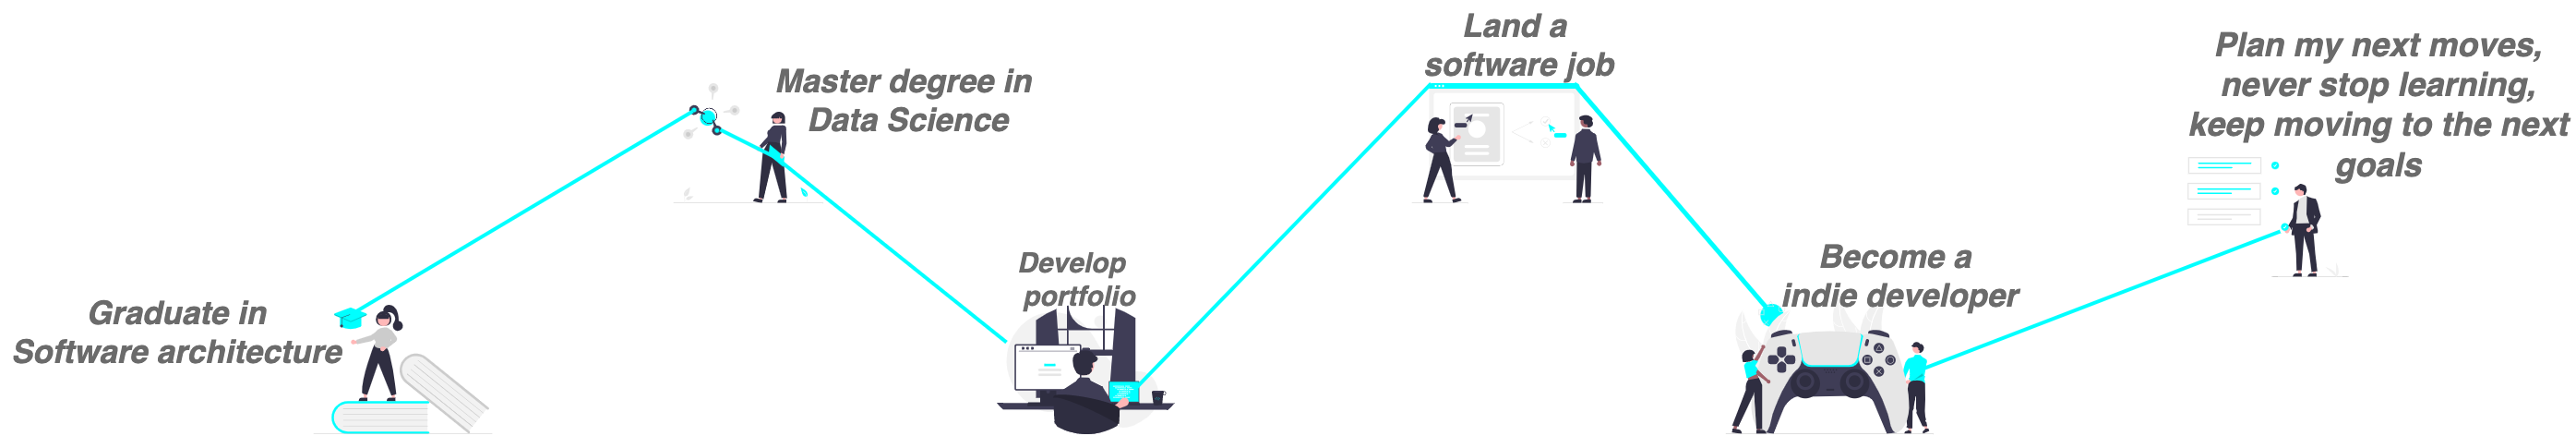 Graduate in
Software architecture
Master degree in
Data Science
Develop
portfolio
Land a
software job
Become a
indie developer
Plan my next moves,
never stop learning,
keep moving to the next
goals